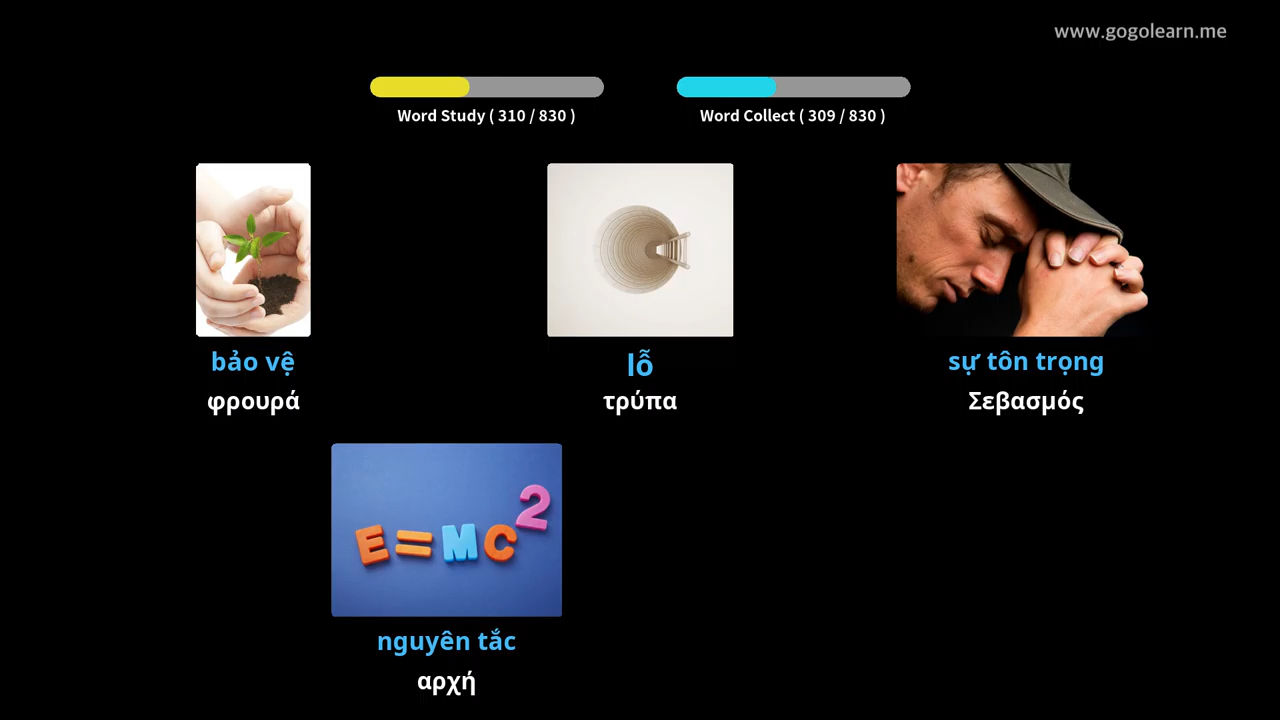 www.gogolearn.me
Word Study ( 310 / 830 )
Word Collect ( 309 / 830 )
bảo vệ
φρουρά
lỗ
τρύπα
sự tôn trọng
Σεβασμός
E=MC2
nguyên tắc
αρχή